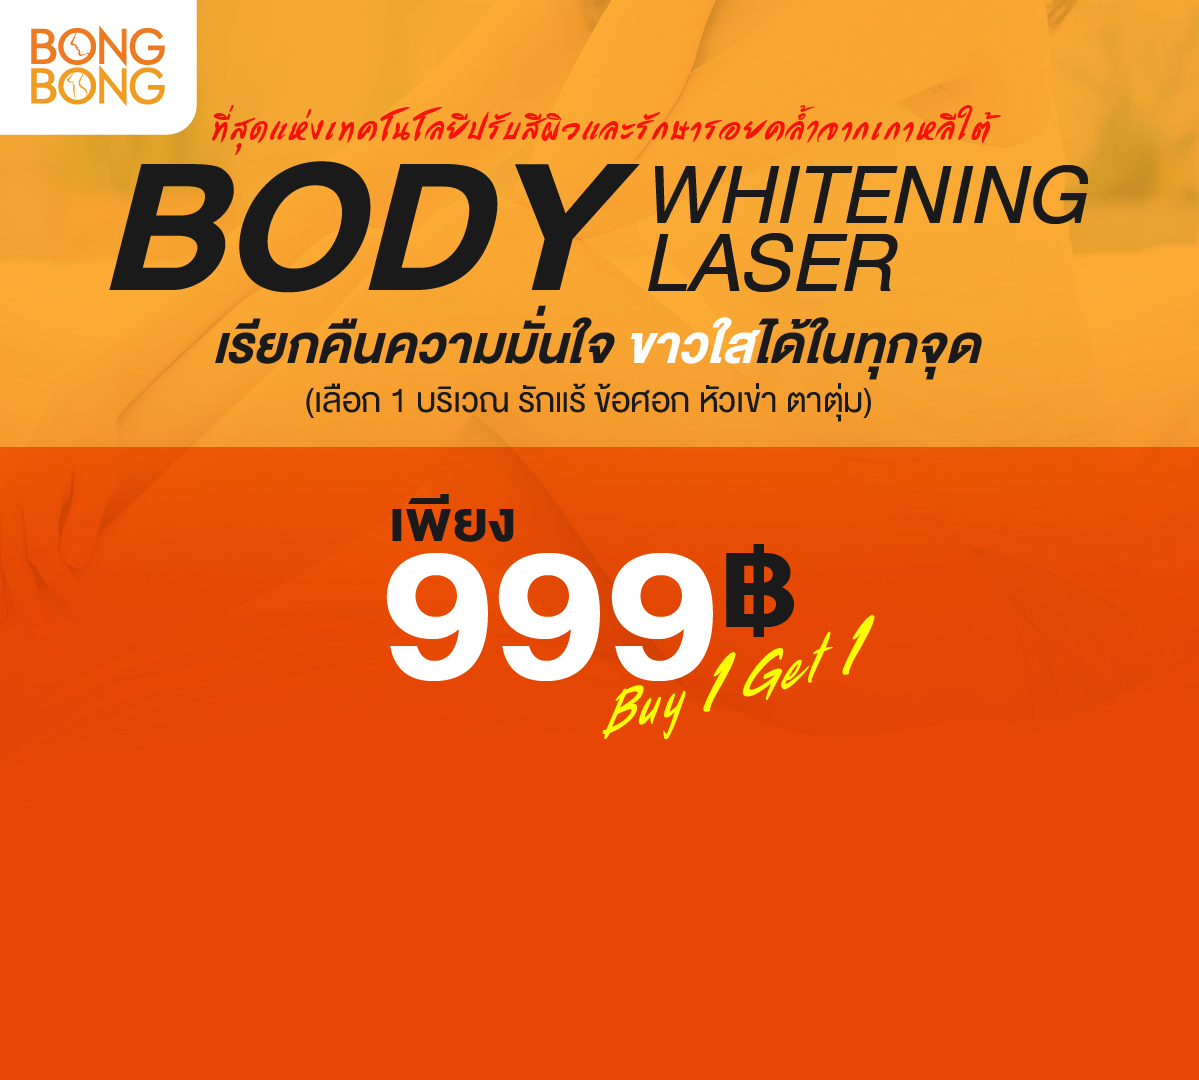 BONG
BONG
ที่สุดแห่งเทคโนโลยีปรับสีผิวและรักษารอยคล้ำจากเกาหลีใต้
BODY WHITENING
LASER
เรียกคืนความมั่นใจ ขาวใสได้ในทุกจุด
(เลือก 1 บริเวณ รักแร้ ข้อศอก หัวเข่า ตาตุ่ม)
เพียง
999฿
Buy 1 Get 1